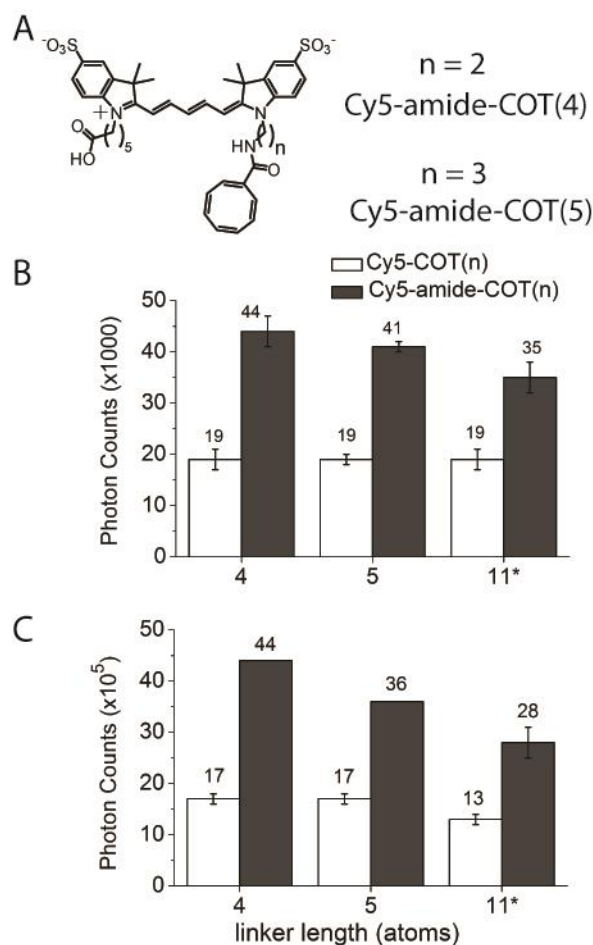 A
⁻O₃S
SO₃⁻
n = 2
Cy5-amide-COT(4)
+
N
N
O
5
n
HO
HN
O
n = 3
Cy5-amide-COT(5)
B
Cy5-COT(n)
Cy5-amide-COT(n)
Photon Counts (x1000)
50
40
30
20
10
0
19
44
19
41
19
35
4
5
11*
C
Photon Counts (x10⁵)
50
40
30
20
10
0
17
44
17
36
13
28
4
5
11*
linker length (atoms)